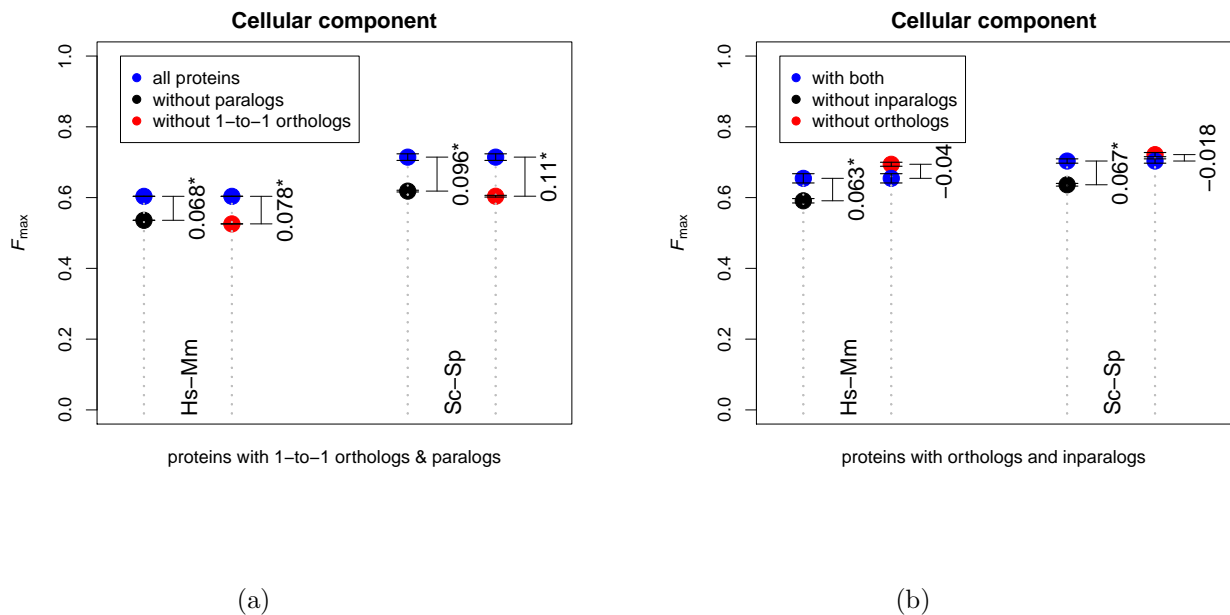 Cellular component
1.0
0.8
0.6
0.4
0.2
0.0
Fmax
all proteins
without paralogs
without 1−to−1 orthologs
0.068*
0.078*
0.096*
0.11*
Hs−Mm
Sc−Sp
proteins with 1−to−1 orthologs & paralogs
(a)
Cellular component
1.0
0.8
0.6
0.4
0.2
0.0
Fmax
with both
without inparalogs
without orthologs
0.063*
−0.04
0.067*
−0.018
Hs−Mm
Sc−Sp
proteins with orthologs and inparalogs
(b)